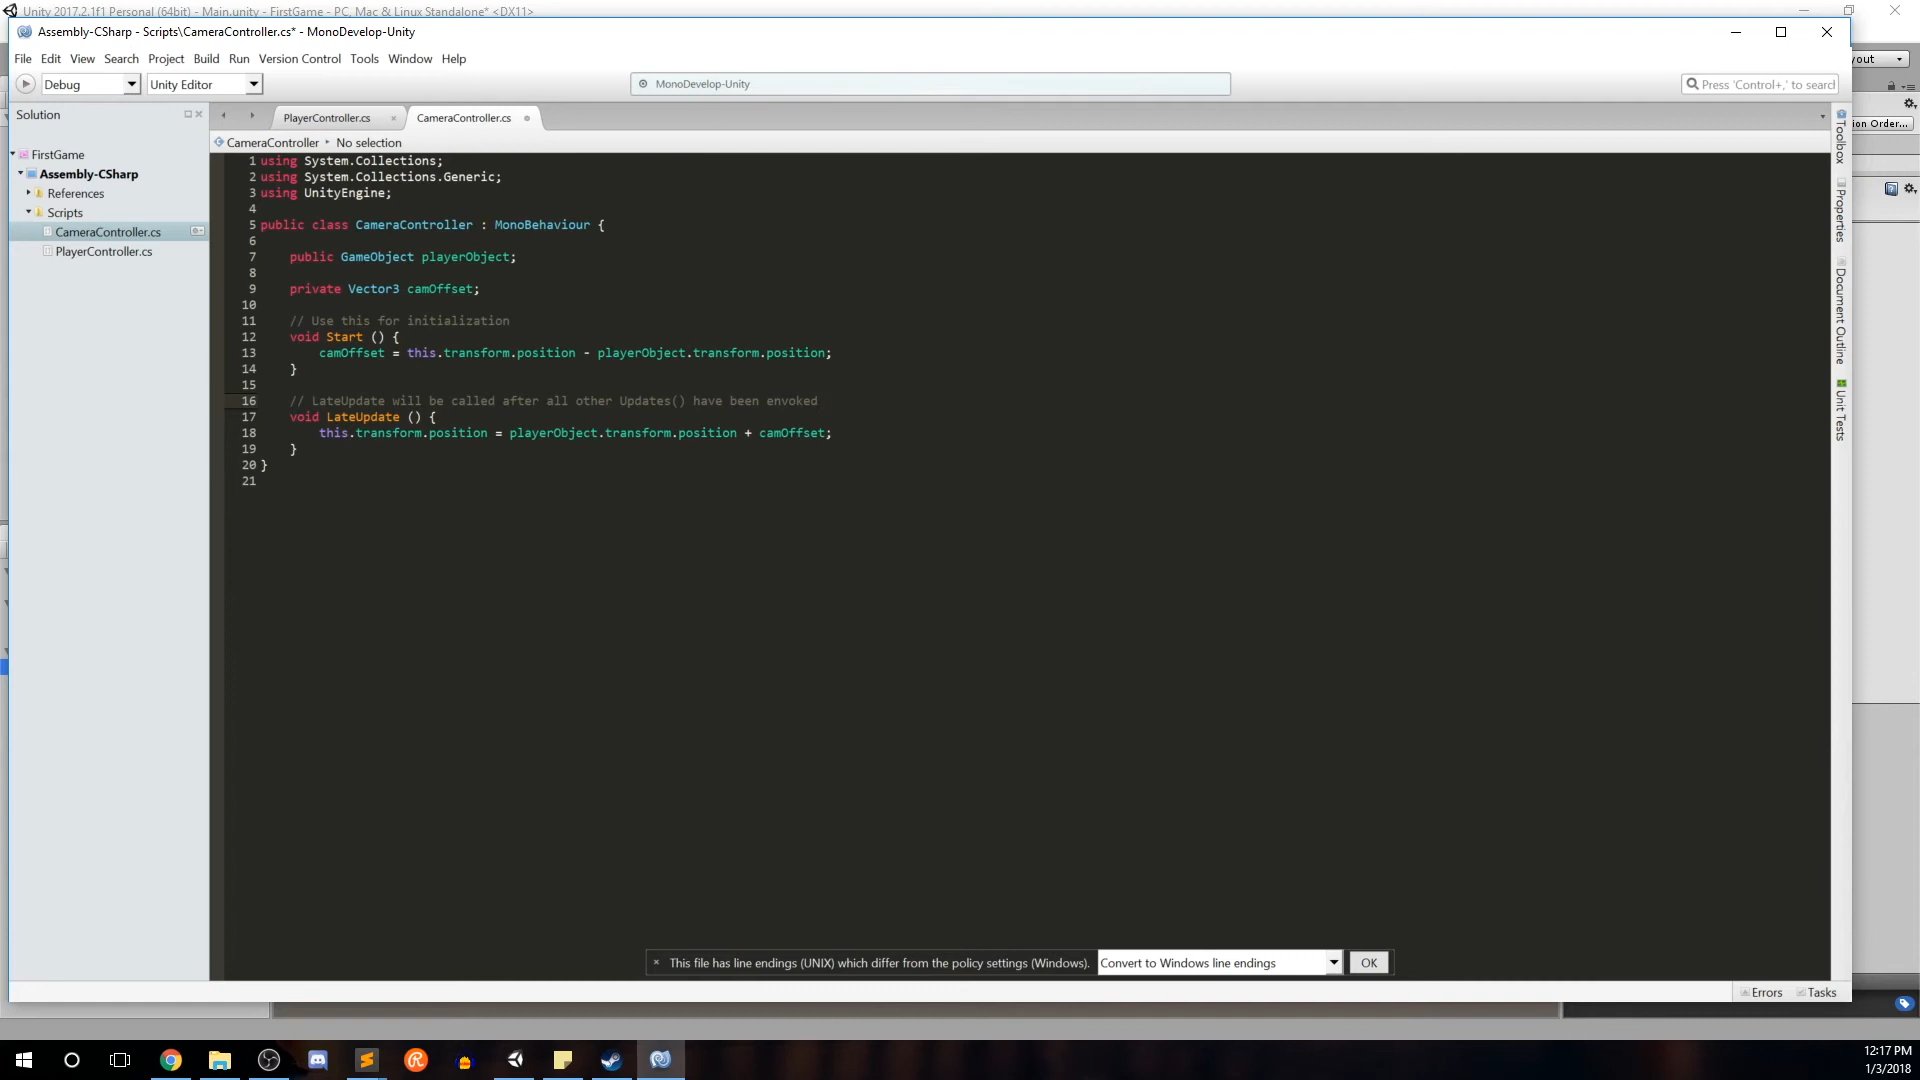 Unity 2017.2.1f1 Personal (64bit) - Main.unity - FirstGame - PC, Mac & Linux Standalone* <DX11>
Assembly-CSharp - Scripts\CameraController.cs* - MonoDevelop-Unity
File Edit View Search Project Build Run Version Control Tools Window Help
yout
Debug
Unity Editor
MonoDevelop-Unity
Press 'Control+,' to search
Solution
PlayerController.cs
CameraController.cs
ion Order...
CameraController
No selection
FirstGame
Assembly-CSharp
References
Scripts
CameraController.cs
PlayerController.cs
1 using System.Collections;
2 using System.Collections.Generic;
3 using UnityEngine;
4
5 public class CameraController : MonoBehaviour {
6
7 public GameObject playerObject;
8
9 private Vector3 camOffset;
10
11 // Use this for initialization
12 void Start () {
13 camOffset = this.transform.position - playerObject.transform.position;
14 }
15
16 // LateUpdate will be called after all other Updates() have been envoked
17 void LateUpdate () {
18 this.transform.position = playerObject.transform.position + camOffset;
19 }
20 }
21
Toolbox
Properties
Document Outline
Unit Tests
This file has line endings (UNIX) which differ from the policy settings (Windows).
Convert to Windows line endings
OK
Errors
Tasks
12:17 PM
1/3/2018